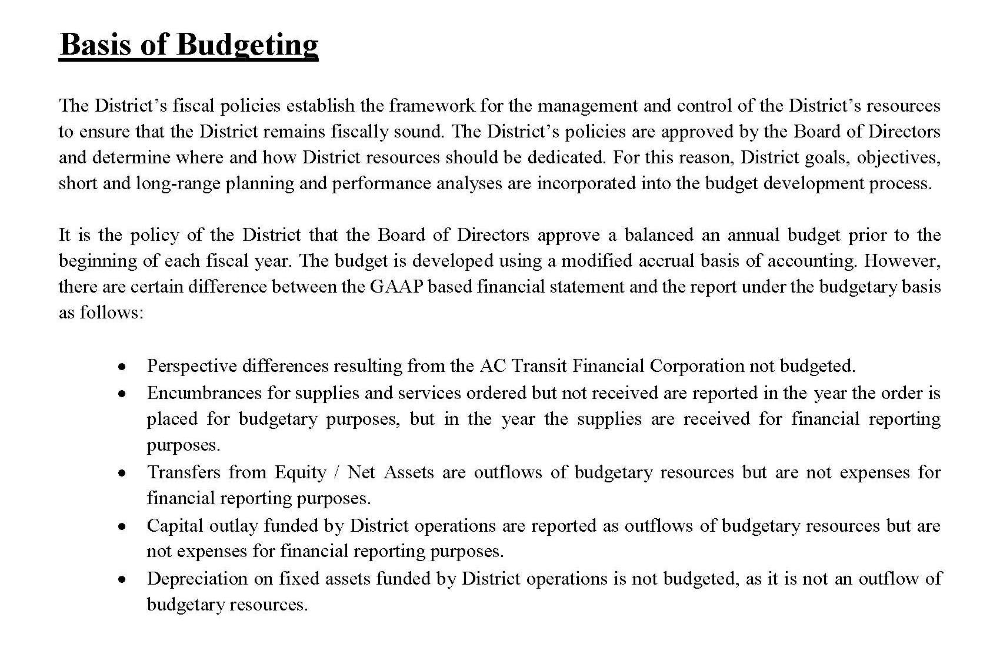 Basis of Budgeting
The District’s fiscal policies establish the framework for the management and control of the District’s resources
to ensure that the District remains fiscally sound. The District’s policies are approved by the Board of Directors
and determine where and how District resources should be dedicated. For this reason, District goals, objectives,
short and long-range planning and performance analyses are incorporated into the budget development process.
It is the policy of the District that the Board of Directors approve a balanced an annual budget prior to the
beginning of each fiscal year. The budget is developed using a modified accrual basis of accounting. However,
there are certain difference between the GAAP based financial statement and the report under the budgetary basis
as follows:
• Perspective differences resulting from the AC Transit Financial Corporation not budgeted.
• Encumbrances for supplies and services ordered but not received are reported in the year the order is
placed for budgetary purposes, but in the year the supplies are received for financial reporting
purposes.
• Transfers from Equity / Net Assets are outflows of budgetary resources but are not expenses for
financial reporting purposes.
• Capital outlay funded by District operations are reported as outflows of budgetary resources but are
not expenses for financial reporting purposes.
• Depreciation on fixed assets funded by District operations is not budgeted, as it is not an outflow of
budgetary resources.